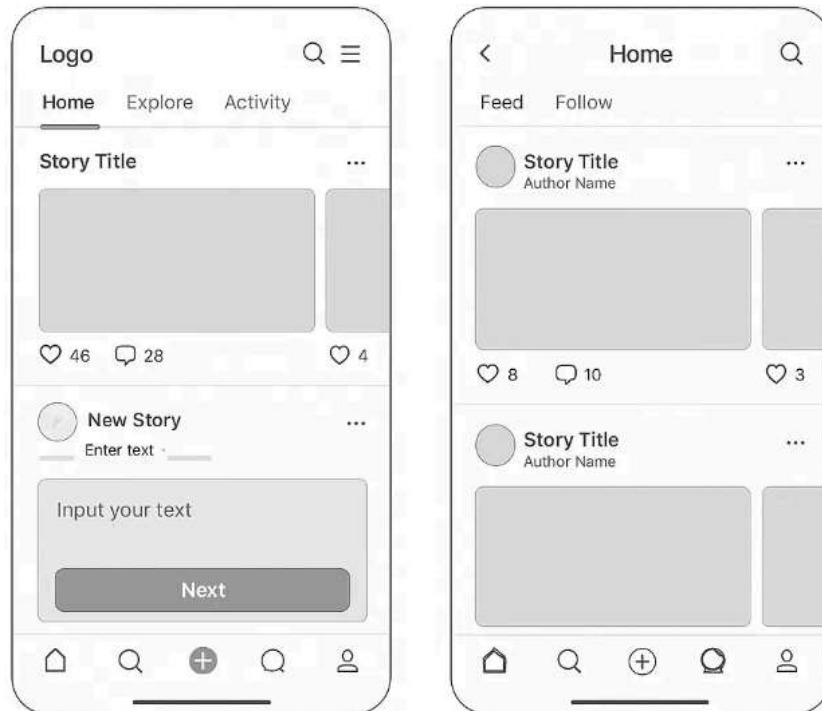 Logo
Home Explore Activity
Story Title
46 28 4
New Story
Enter text
Input your text
Next
Home
Feed Follow
Story Title
Author Name
8 10 3
Story Title
Author Name